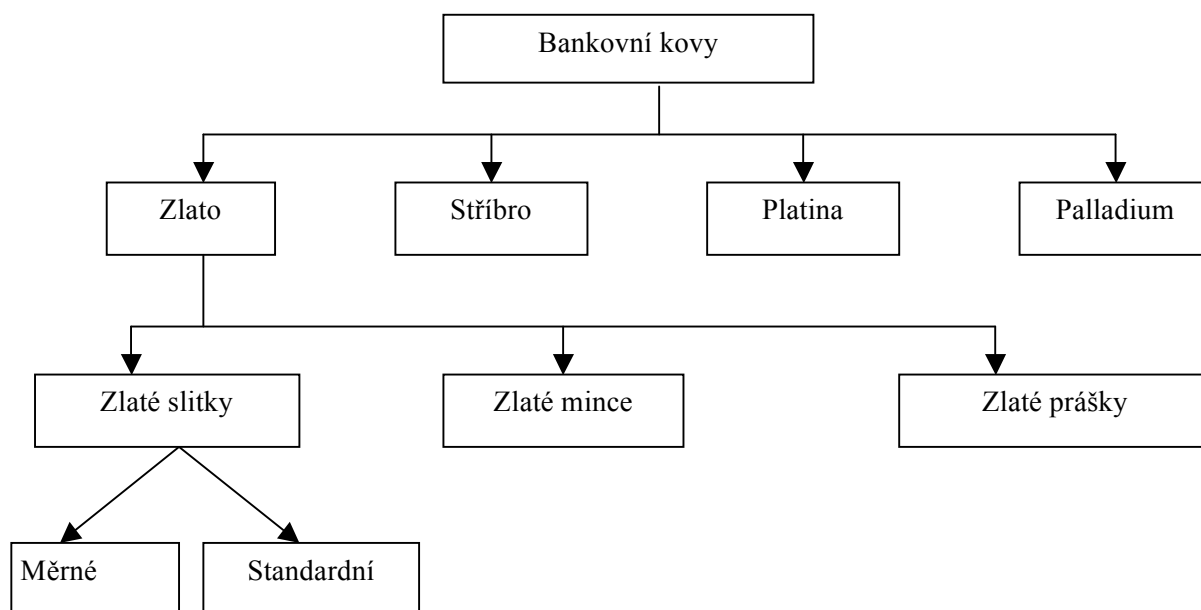 Bankovní kovy
Zlato
Stříbro
Platina
Palladium
Zlaté slitky
Zlaté mince
Zlaté prášky
Měrné
Standardní